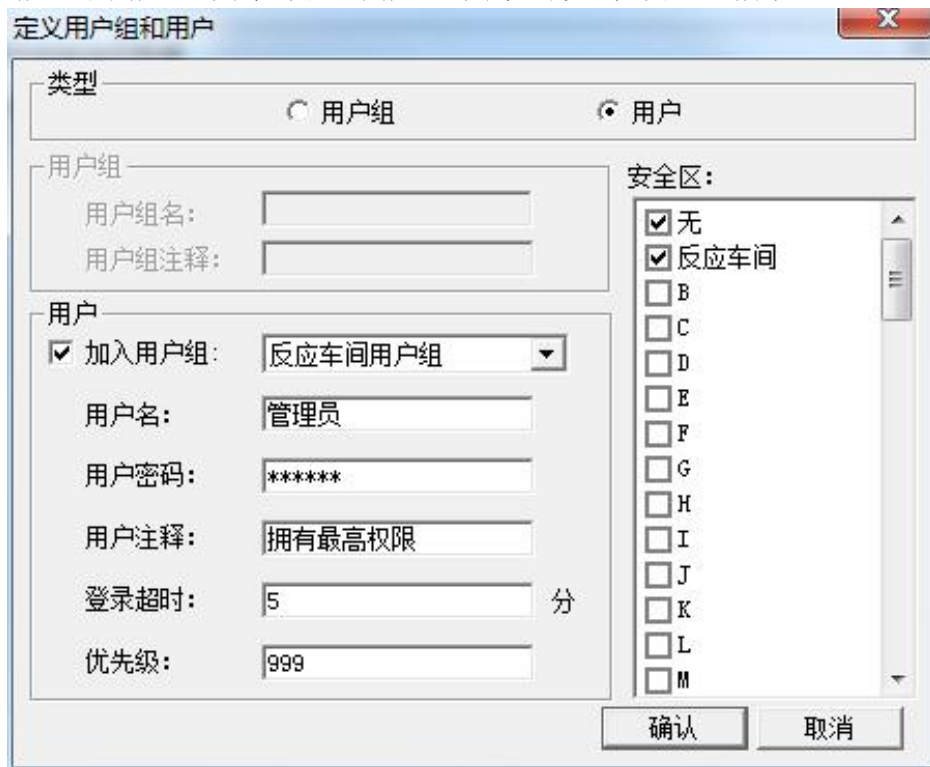 定义用户组和用户
类型
用户组 用户
用户组
用户组名:
用户组注释:
用户
加入用户组: 反应车间用户组
用户名: 管理员
用户密码: ******
用户注释: 拥有最高权限
登录超时: 5 分
优先级: 999
安全区:
无
反应车间
B
C
D
E
F
G
H
I
J
K
L
M
确认 取消